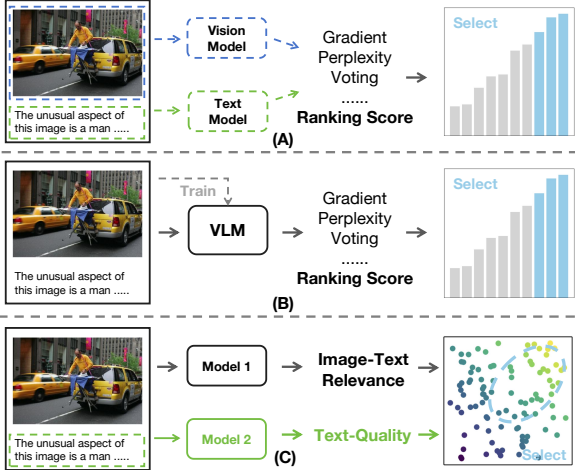 Vision
Model
Text
Model
The unusual aspect of
this image is a man .....
Gradient
Perplexity
Voting
......
Ranking Score
Select
(A)
Train
VLM
The unusual aspect of
this image is a man .....
Gradient
Perplexity
Voting
......
Ranking Score
Select
(B)
Model 1
Image-Text
Relevance
Model 2
Text-Quality
The unusual aspect of
this image is a man .....
Select
(C)